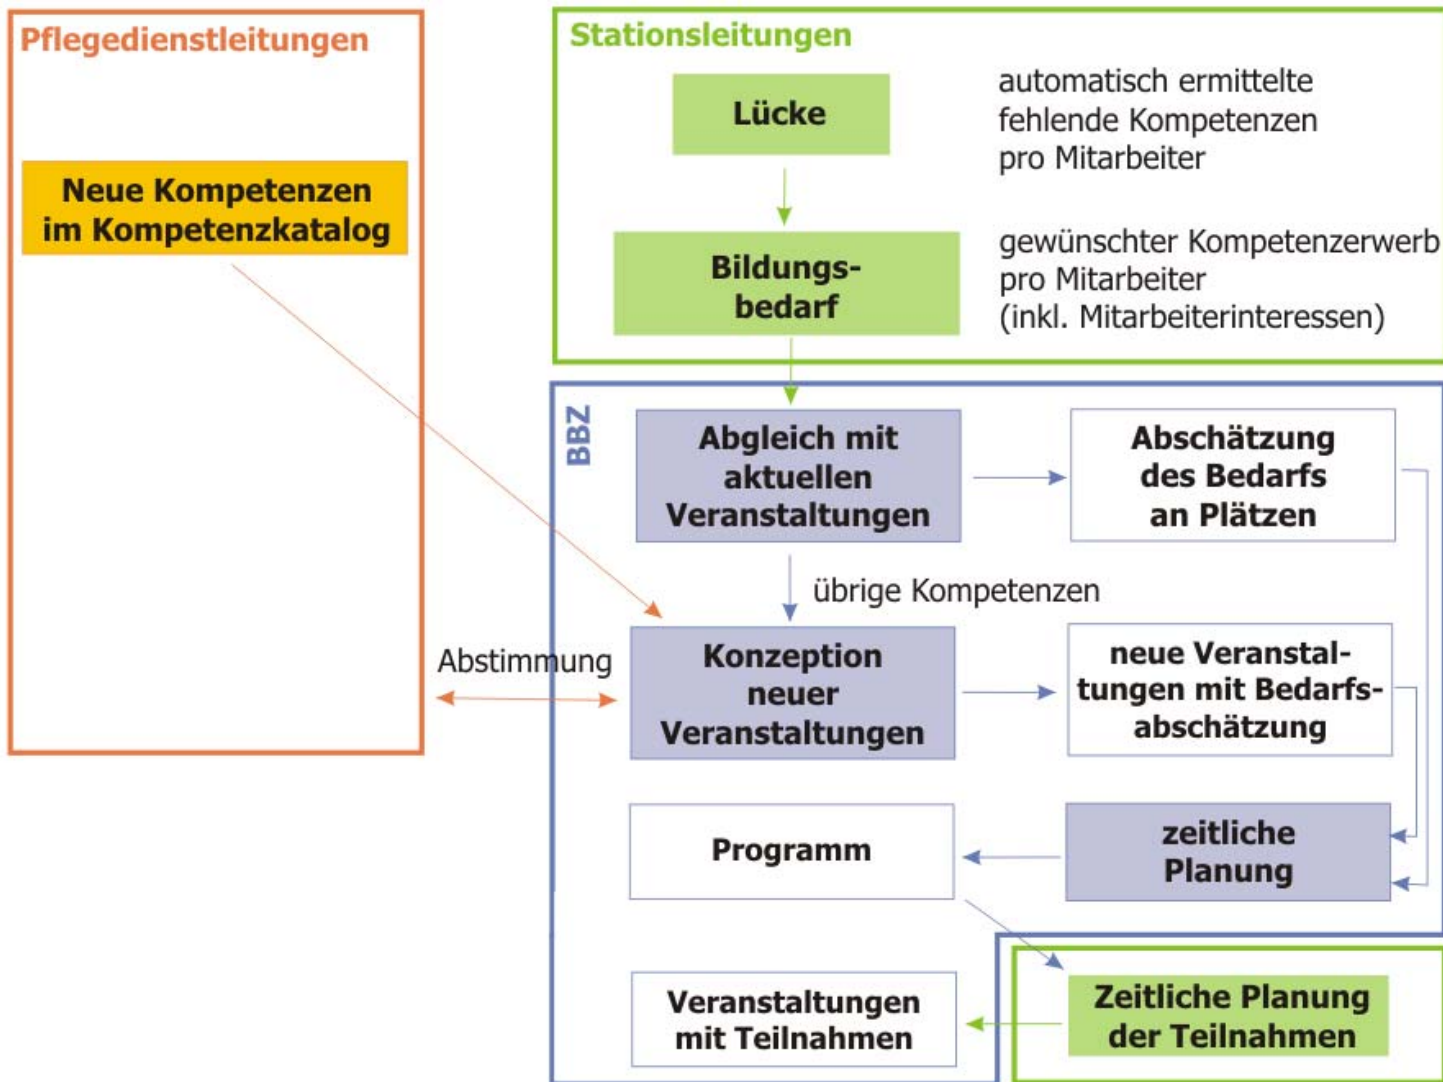 Pflegedienstleitungen
Neue Kompetenzen
im Kompetenzkatalog
Stationsleitungen
Lücke
automatisch ermittelte
fehlende Kompetenzen
pro Mitarbeiter
Bildungs-
bedarf
gewünschter Kompetenzerwerb
pro Mitarbeiter
(inkl. Mitarbeiterinteressen)
BBZ
Abgleich mit
aktuellen
Veranstaltungen
Abschätzung
des Bedarfs
an Plätzen
übrige Kompetenzen
Abstimmung
Konzeption
neuer
Veranstaltungen
neue Veranstal-
tungen mit Bedarfs-
abschätzung
Programm
zeitliche
Planung
Veranstaltungen
mit Teilnahmen
Zeitliche Planung
der Teilnahmen